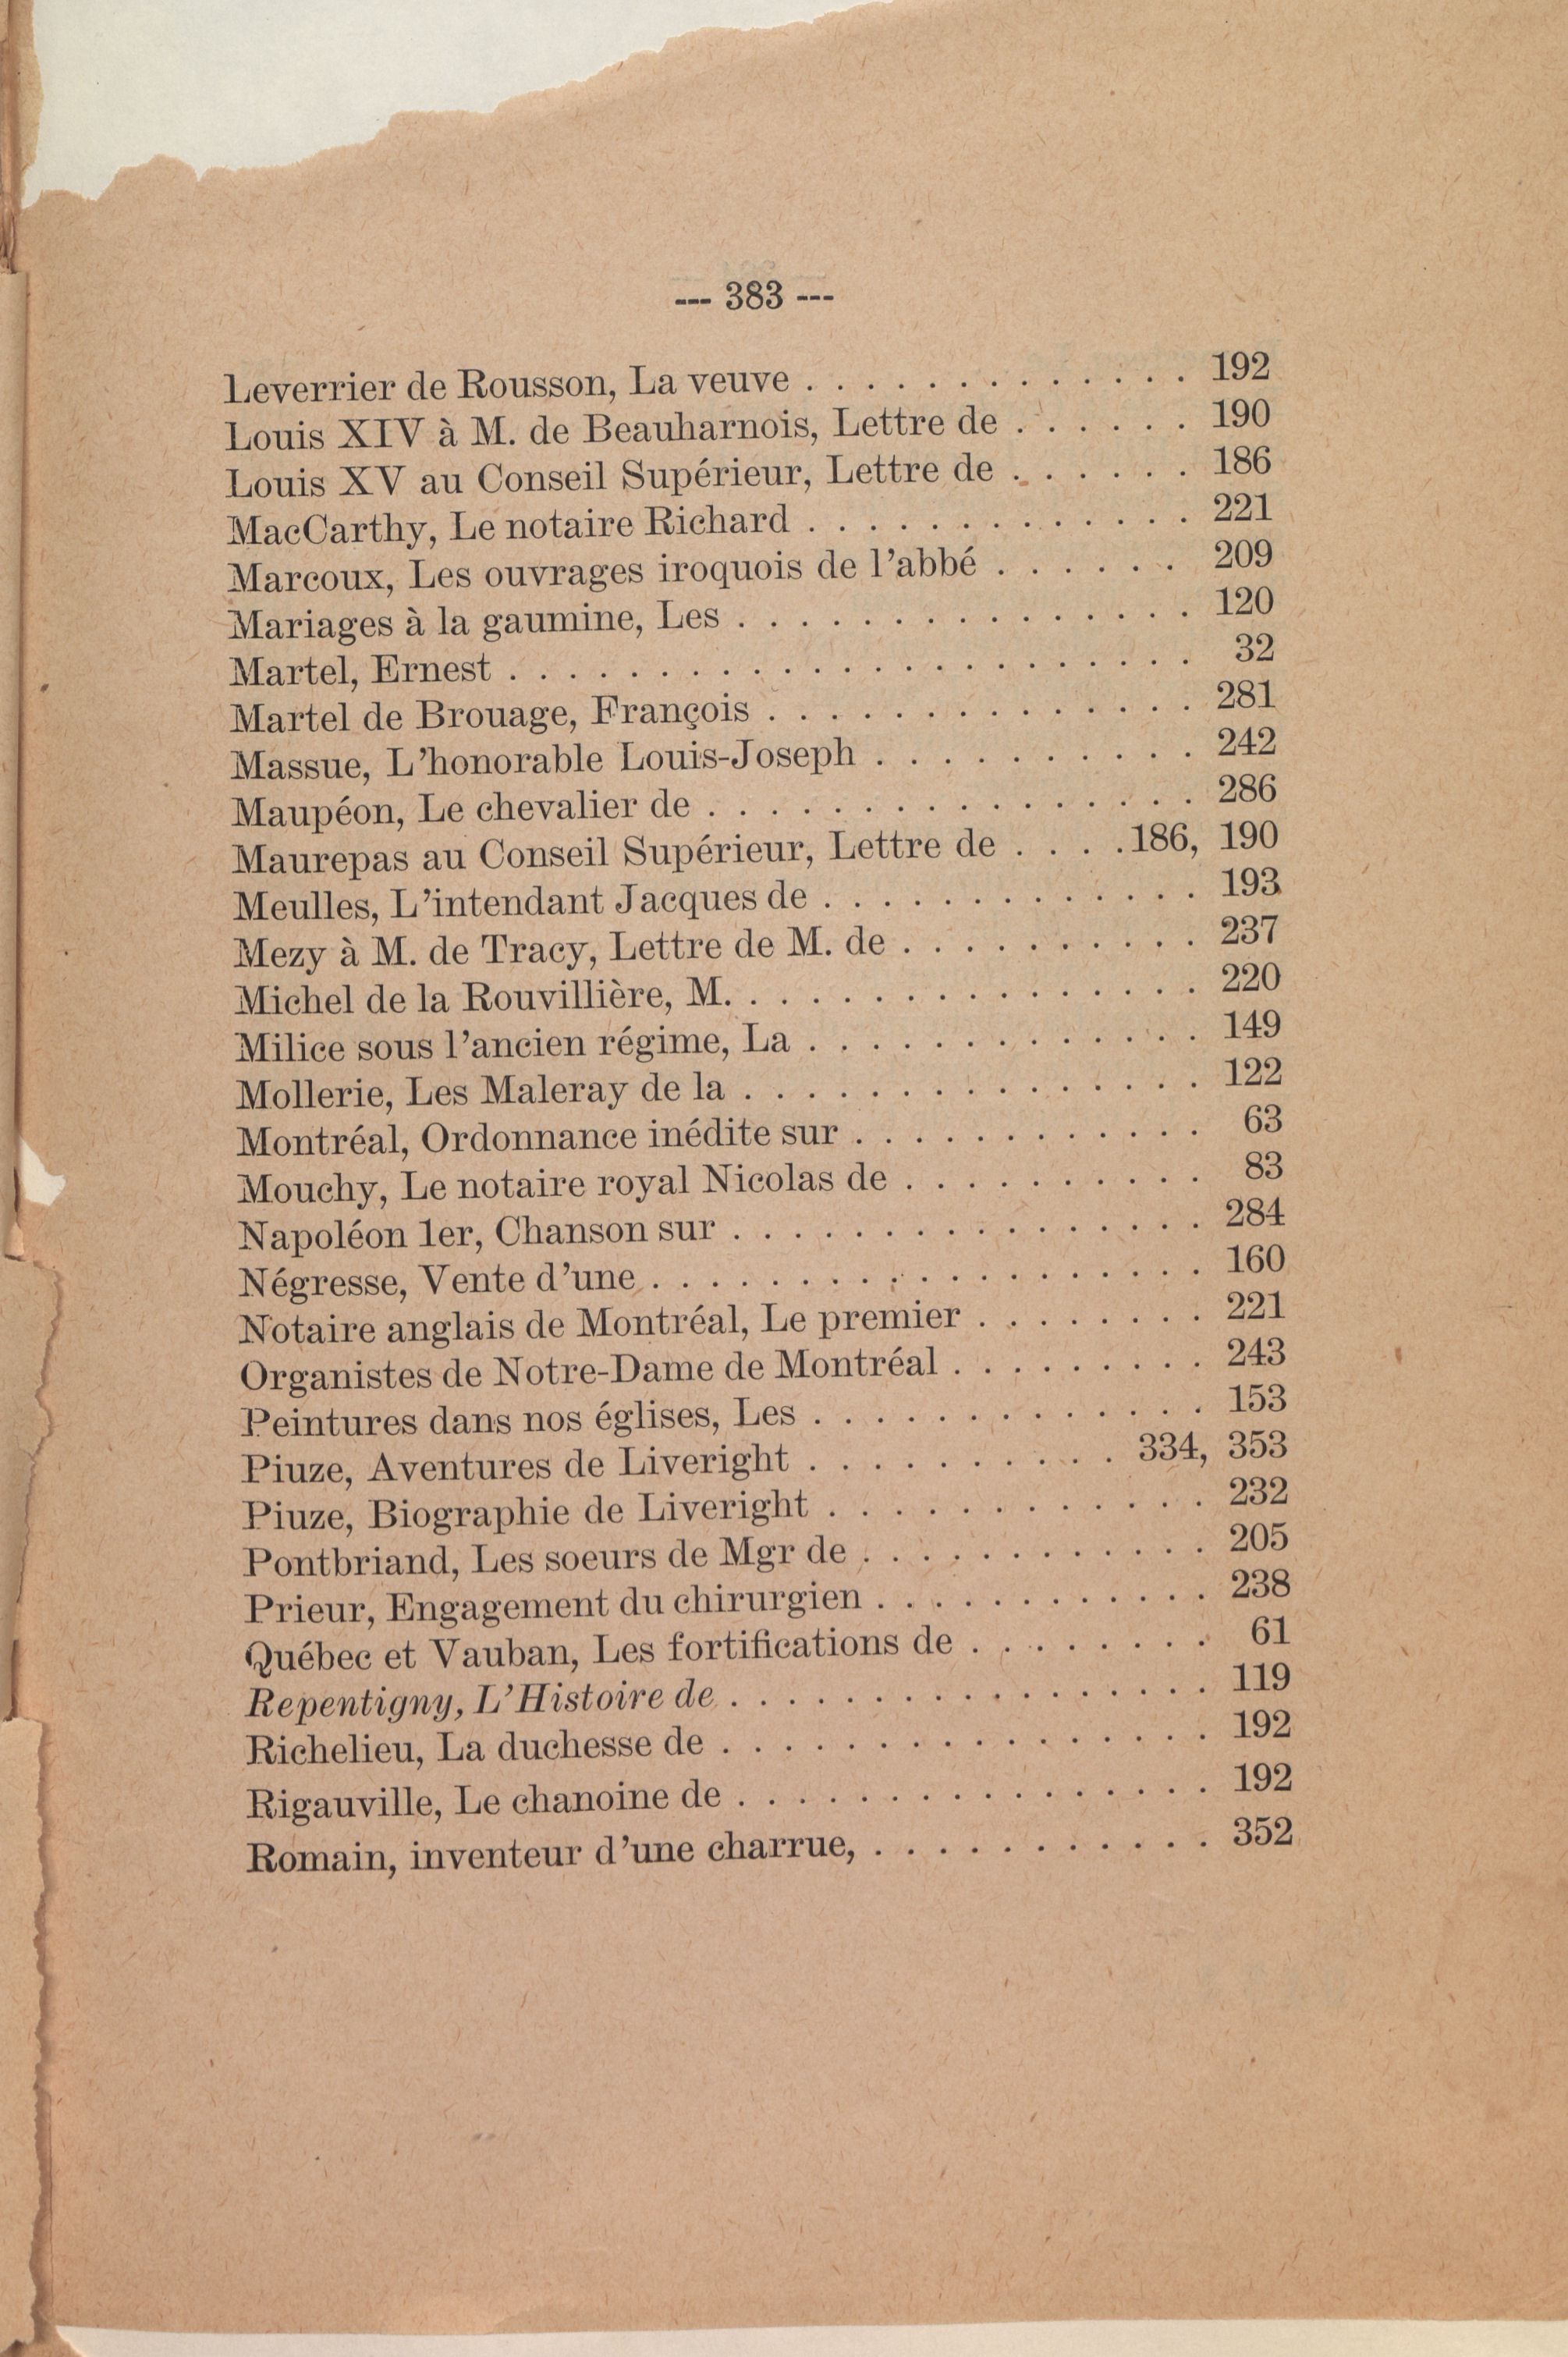 --- 383 ---
Leverrier de Rousson, La veuve . . . . . . . . . . . . . 192
Louis XIV à M. de Beauharnois, Lettre de . . . . . . 190
Louis XV au Conseil Supérieur, Lettre de . . . . . . 186
MacCarthy, Le notaire Richard . . . . . . . . . . . . . 221
Marcoux, Les ouvrages iroquois de l'abbé . . . . . . 209
Mariages à la gaumine, Les . . . . . . . . . . . . . . . 120
Martel, Ernest . . . . . . . . . . . . . . . . . . . . . . . 32
Martel de Brouage, François . . . . . . . . . . . . . . 281
Massue, L'honorable Louis-Joseph . . . . . . . . . . . 242
Maupéon, Le chevalier de . . . . . . . . . . . . . . . . 286
Maurepas au Conseil Supérieur, Lettre de . . . .186, 190
Meulles, L'intendant Jacques de . . . . . . . . . . . . . 193
Mezy à M. de Tracy, Lettre de M. de . . . . . . . . . . 237
Michel de la Rouvillière, M. . . . . . . . . . . . . . . . 220
Milice sous l'ancien régime, La . . . . . . . . . . . . . 149
Mollerie, Les Maleray de la . . . . . . . . . . . . . . . 122
Montréal, Ordonnance inédite sur . . . . . . . . . . . . 63
Mouchy, Le notaire royal Nicolas de . . . . . . . . . . 83
Napoléon 1er, Chanson sur . . . . . . . . . . . . . . . . 284
Négresse, Vente d'une . . . . . . . . . . . . . . . . . . . 160
Notaire anglais de Montréal, Le premier . . . . . . . . 221
Organistes de Notre-Dame de Montréal . . . . . . . . . 243
Peintures dans nos églises, Les . . . . . . . . . . . . . 153
Piuze, Aventures de Liveright . . . . . . . . . . . 334, 353
Piuze, Biographie de Liveright . . . . . . . . . . . . . 232
Pontbriand, Les soeurs de Mgr de . . . . . . . . . . . . 205
Prieur, Engagement du chirurgien . . . . . . . . . . . . 238
Québec et Vauban, Les fortifications de . . . . . . . . 61
Repentigny, L'Histoire de . . . . . . . . . . . . . . . . 119
Richelieu, La duchesse de . . . . . . . . . . . . . . . . 192
Rigauville, Le chanoine de . . . . . . . . . . . . . . . . 192
Romain, inventeur d'une charrue, . . . . . . . . . . . . 352